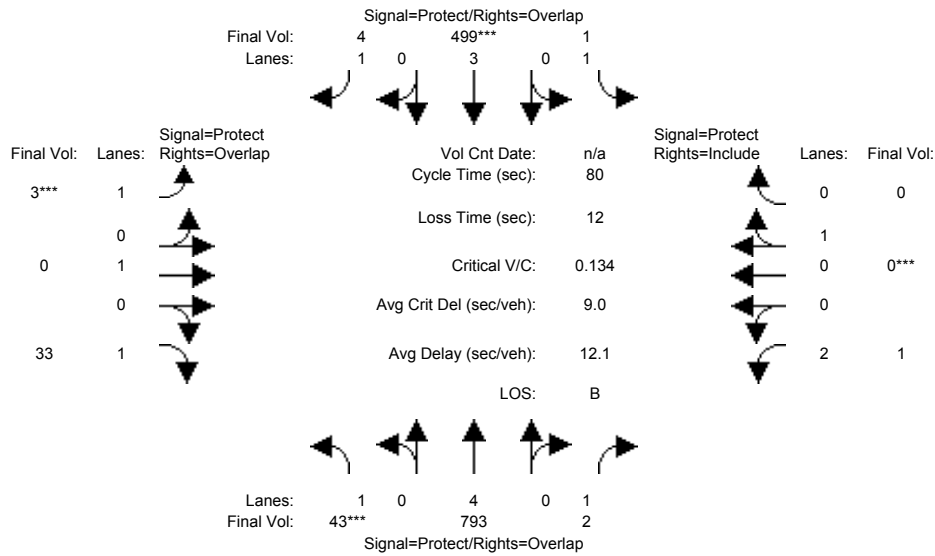 Signal=Protect/Rights=Overlap
Final Vol: 4 499*** 1
Lanes: 1 0 3 0 1
Signal=Protect
Final Vol: Lanes: Rights=Overlap
Vol Cnt Date: n/a
Signal=Protect
Rights=Include Lanes: Final Vol:
Cycle Time (sec): 80
3*** 1
0 0
Loss Time (sec): 12
0
1
0 1
Critical V/C: 0.134
0 0***
0
Avg Crit Del (sec/veh): 9.0
0
33 1
Avg Delay (sec/veh): 12.1
2 1
LOS: B
Lanes: 1 0 4 0 1
Final Vol: 43*** 793 2
Signal=Protect/Rights=Overlap